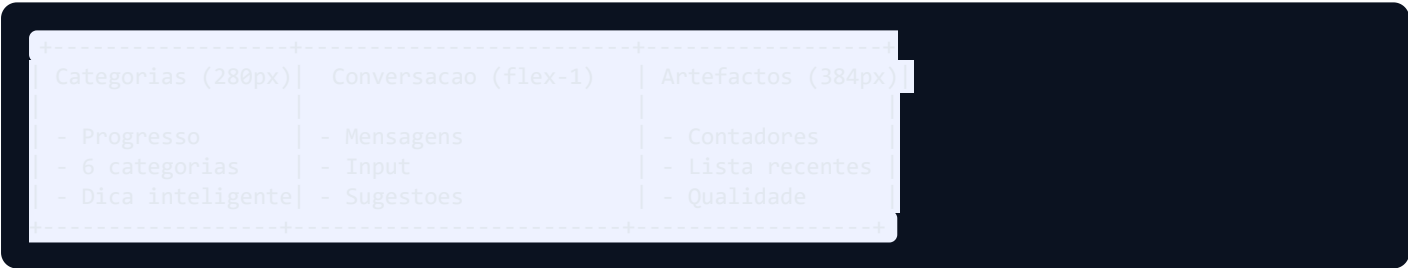 +------------------+-------------------------+------------------+
| Categorias (280px)|  Conversacao (flex-1)   | Artefactos (384px)|
|                   |                         |                  |
| - Progresso       | - Mensagens             | - Contadores     |
| - 6 categorias    | - Input                 | - Lista recentes |
| - Dica inteligente| - Sugestoes             | - Qualidade      |
+------------------+-------------------------+------------------+